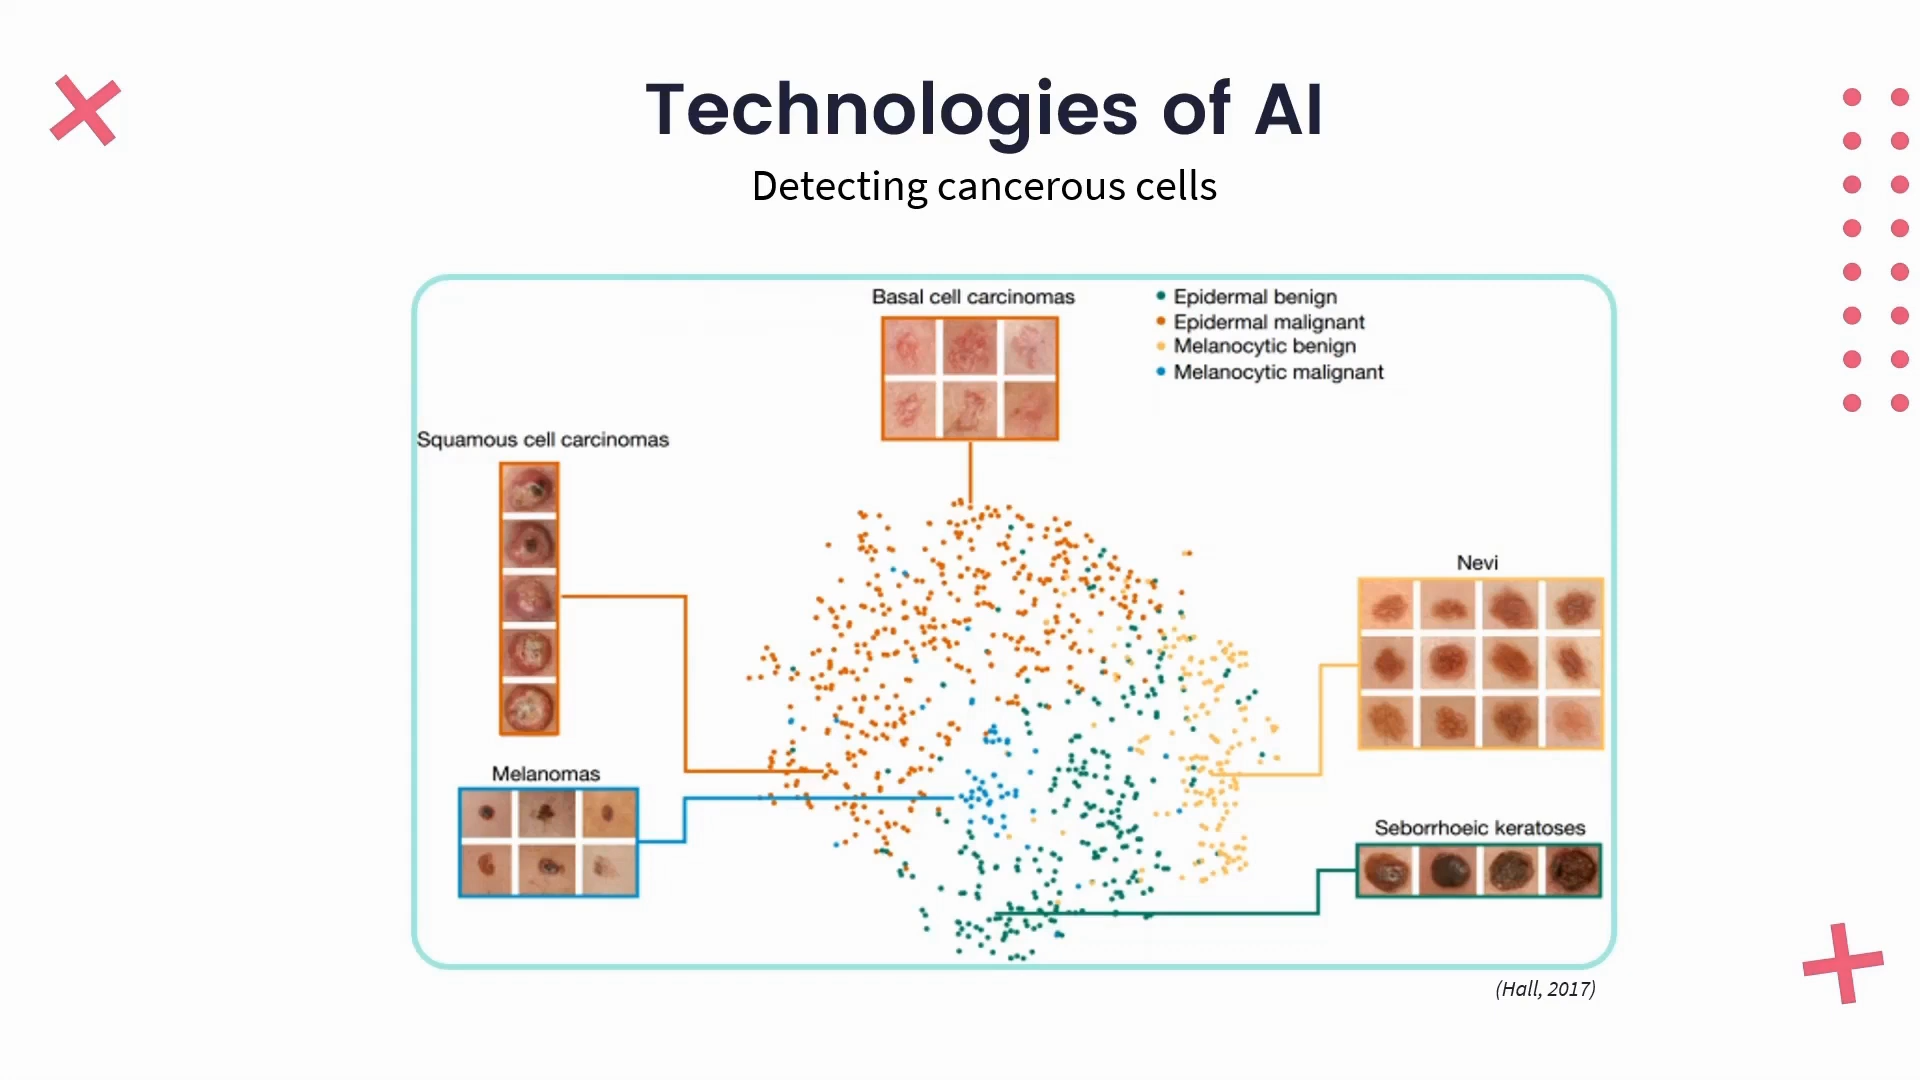 Technologies of AI
Detecting cancerous cells
Basal cell carcinomas
Epidermal benign
Epidermal malignant
Melanocytic benign
Melanocytic malignant
Squamous cell carcinomas
Nevi
Melanomas
Seborrhoeic keratoses
(Hall, 2017)